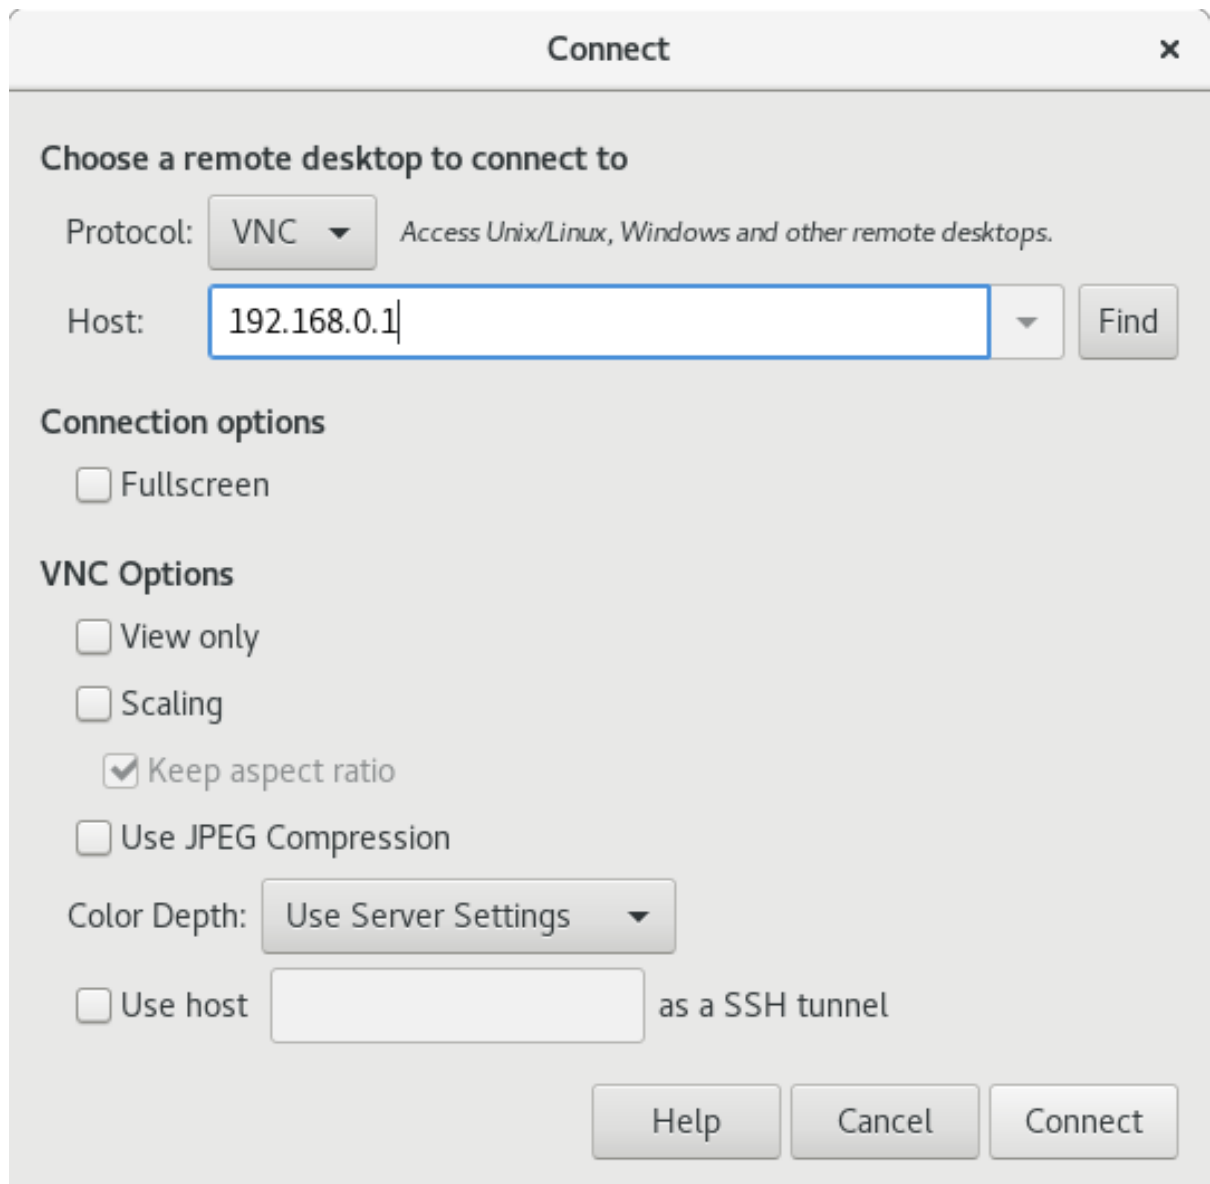 Connect
Choose a remote desktop to connect to
Protocol: VNC Access Unix/Linux, Windows and other remote desktops.
Host: 192.168.0.1 Find
Connection options
Fullscreen
VNC Options
View only
Scaling
Keep aspect ratio
Use JPEG Compression
Color Depth: Use Server Settings
Use host as a SSH tunnel
Help Cancel Connect